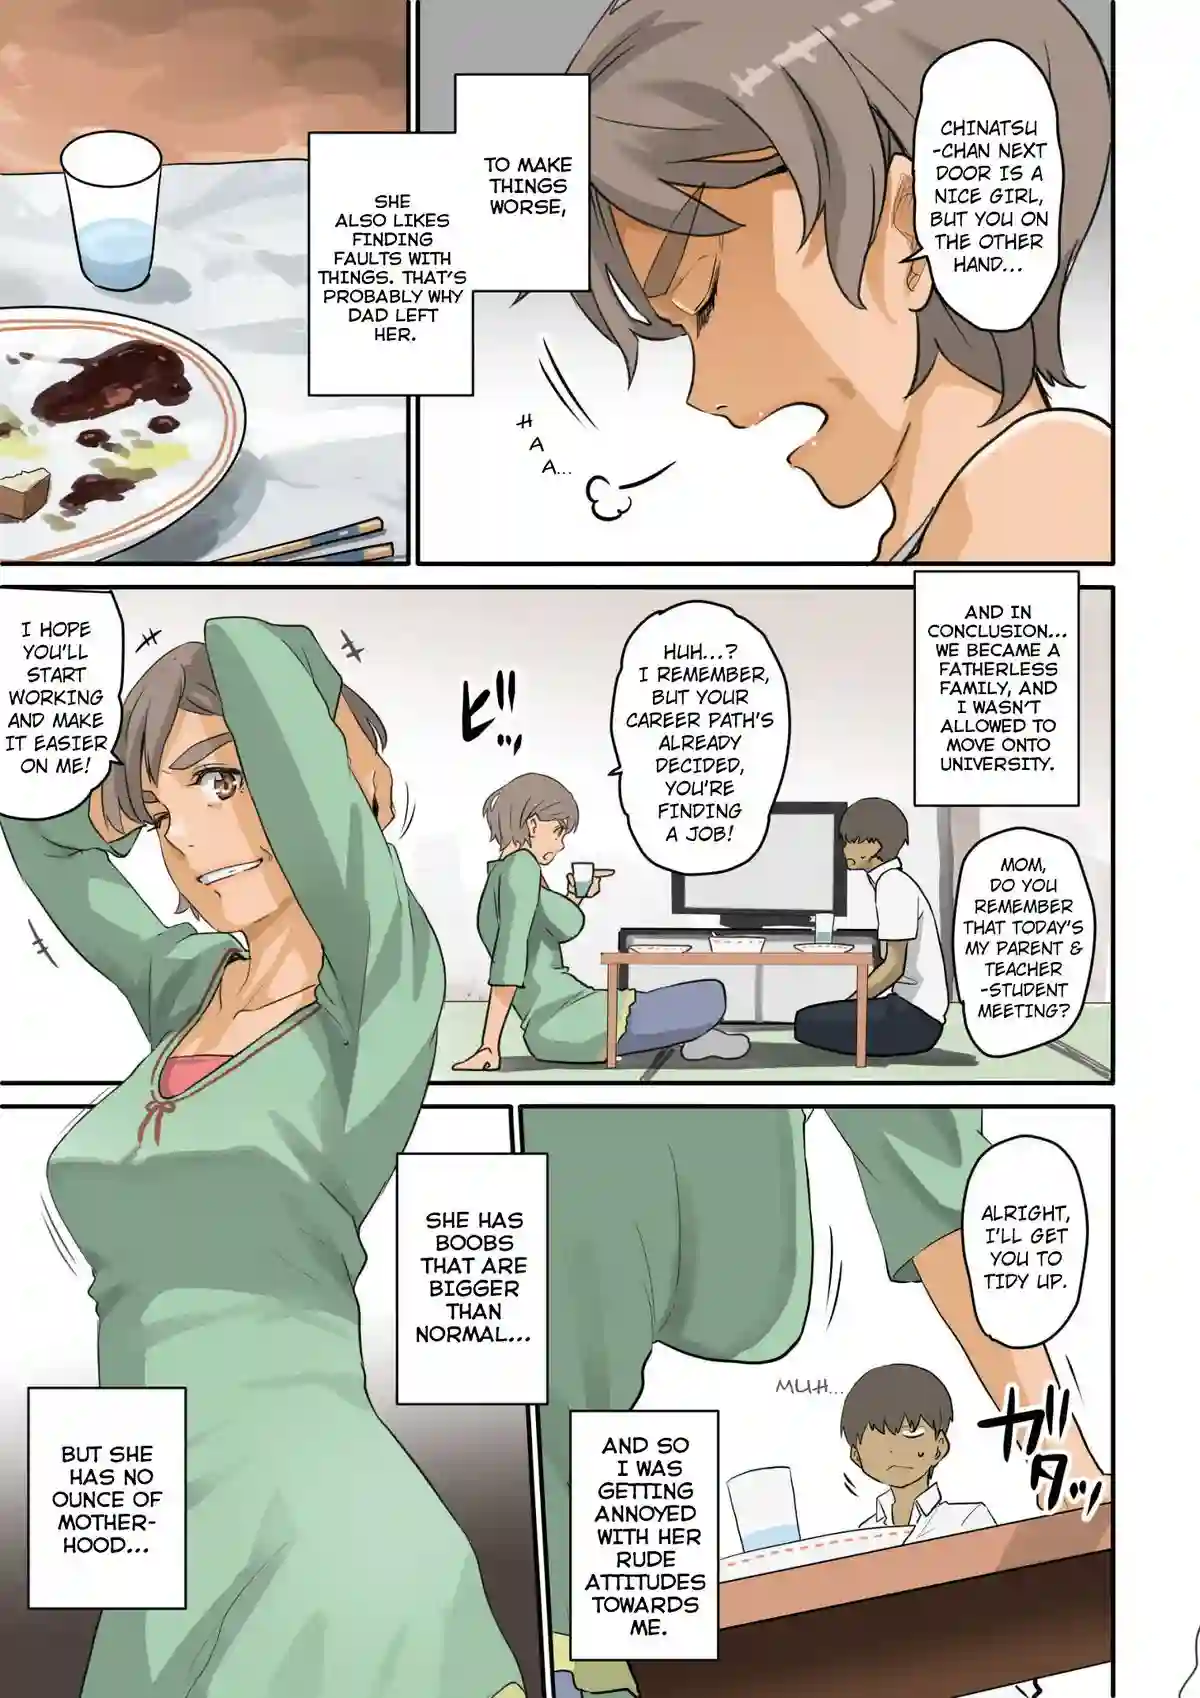 CHINATSU
-CHAN NEXT
DOOR IS A
NICE GIRL,
BUT YOU ON
THE OTHER
HAND...
TO MAKE
THINGS
WORSE,
SHE
ALSO LIKES
FINDING
FAULTS WITH
THINGS. THAT'S
PROBABLY WHY
DAD LEFT
HER.
H
A
A...
AND IN
CONCLUSION...
WE BECAME A
FATHERLESS
FAMILY, AND
I WASN'T
ALLOWED TO
MOVE ONTO
UNIVERSITY.
MOM,
DO YOU
REMEMBER
THAT TODAY'S
MY PARENT &
TEACHER
-STUDENT
MEETING?
HUH...?
I REMEMBER,
BUT YOUR
CAREER PATH'S
ALREADY
DECIDED,
YOU'RE
FINDING
A JOB!
ビッ
I HOPE
YOU'LL
START
WORKING
AND MAKE
IT EASIER
ON ME!
ALRIGHT,
I'LL GET
YOU TO
TIDY UP.
MUH...
ガタッ
AND SO
I WAS
GETTING
ANNOYED
WITH HER
RUDE
ATTITUDES
TOWARDS
ME.
SHE HAS
BOOBS
THAT ARE
BIGGER
THAN
NORMAL...
BUT SHE
HAS NO
OUNCE OF
MOTHER-
HOOD...